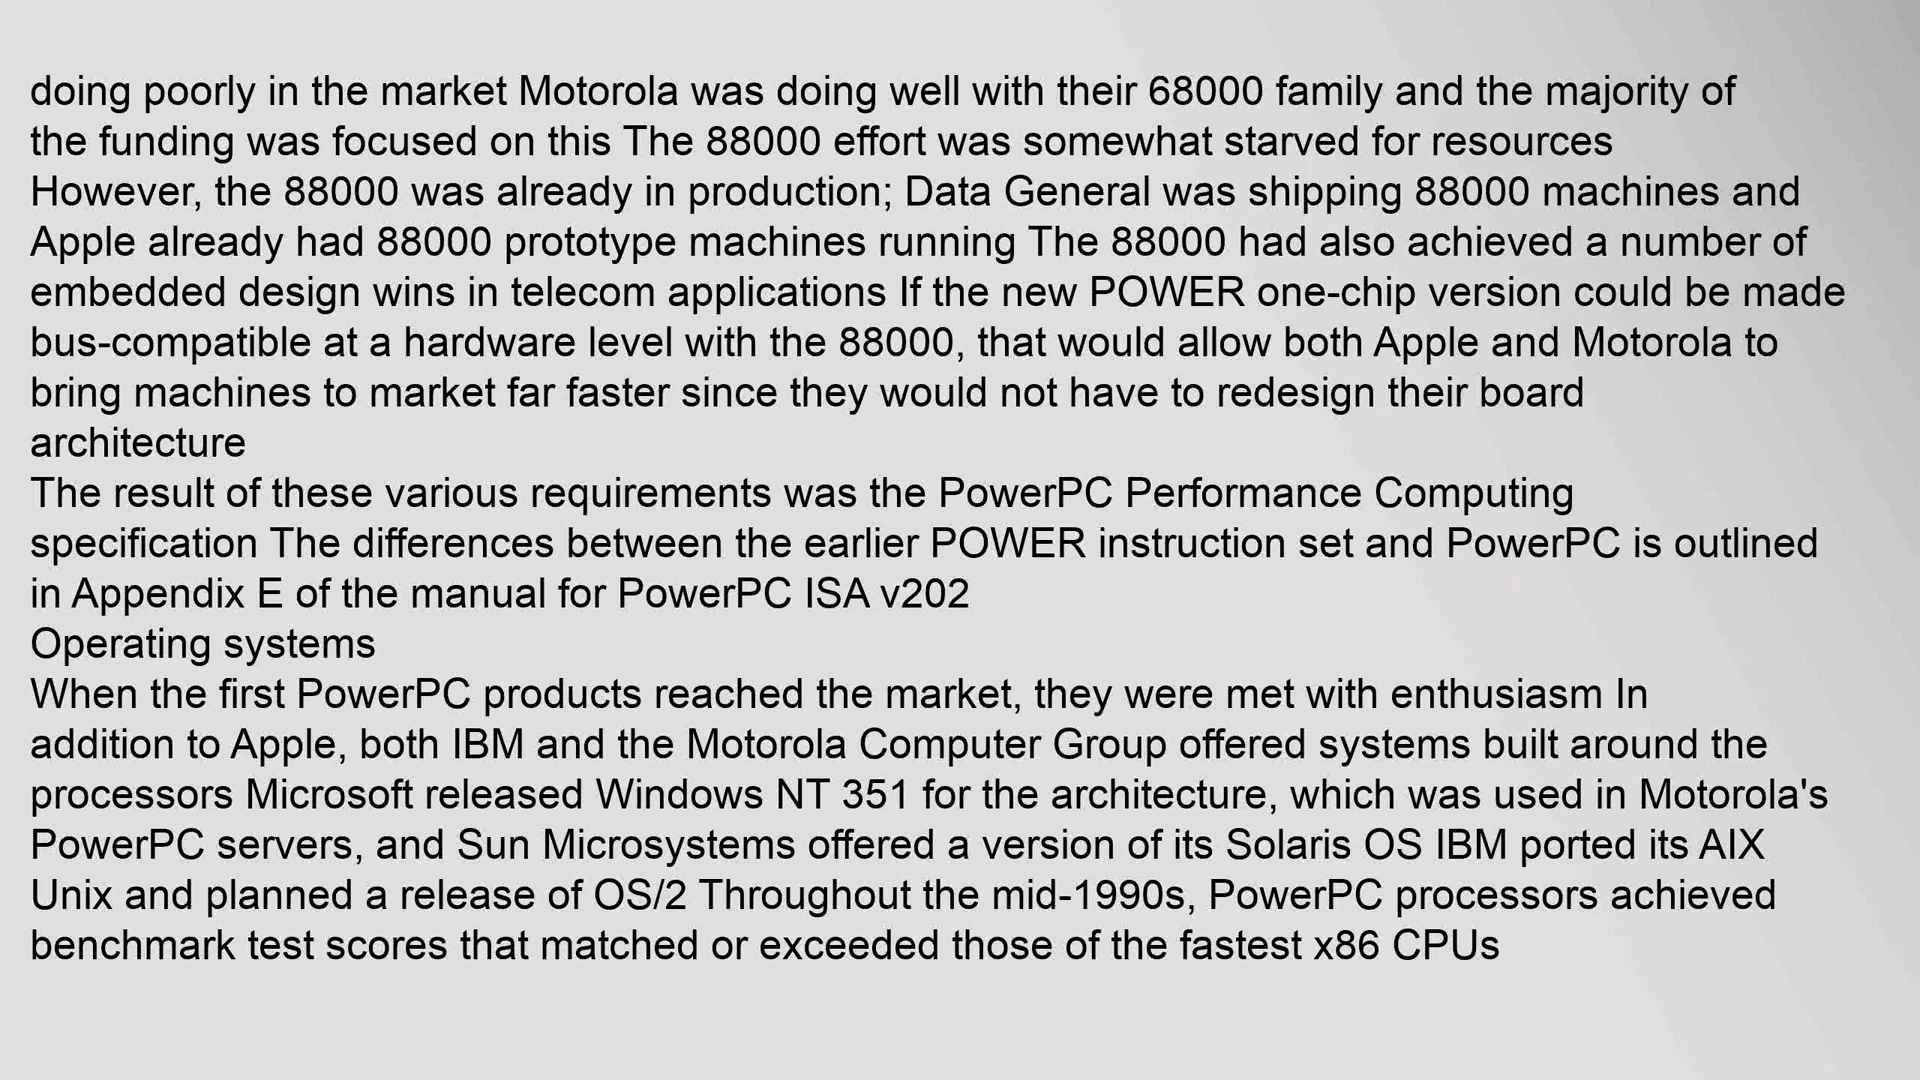 doing poorly in the market Motorola was doing well with their 68000 family and the majority of
the funding was focused on this The 88000 effort was somewhat starved for resources
However, the 88000 was already in production; Data General was shipping 88000 machines and
Apple already had 88000 prototype machines running The 88000 had also achieved a number of
embedded design wins in telecom applications If the new POWER one-chip version could be made
bus-compatible at a hardware level with the 88000, that would allow both Apple and Motorola to
bring machines to market far faster since they would not have to redesign their board
architecture
The result of these various requirements was the PowerPC Performance Computing
specification The differences between the earlier POWER instruction set and PowerPC is outlined
in Appendix E of the manual for PowerPC ISA v202
Operating systems
When the first PowerPC products reached the market, they were met with enthusiasm In
addition to Apple, both IBM and the Motorola Computer Group offered systems built around the
processors Microsoft released Windows NT 351 for the architecture, which was used in Motorola's
PowerPC servers, and Sun Microsystems offered a version of its Solaris OS IBM ported its AIX
Unix and planned a release of OS/2 Throughout the mid-1990s, PowerPC processors achieved
benchmark test scores that matched or exceeded those of the fastest x86 CPUs